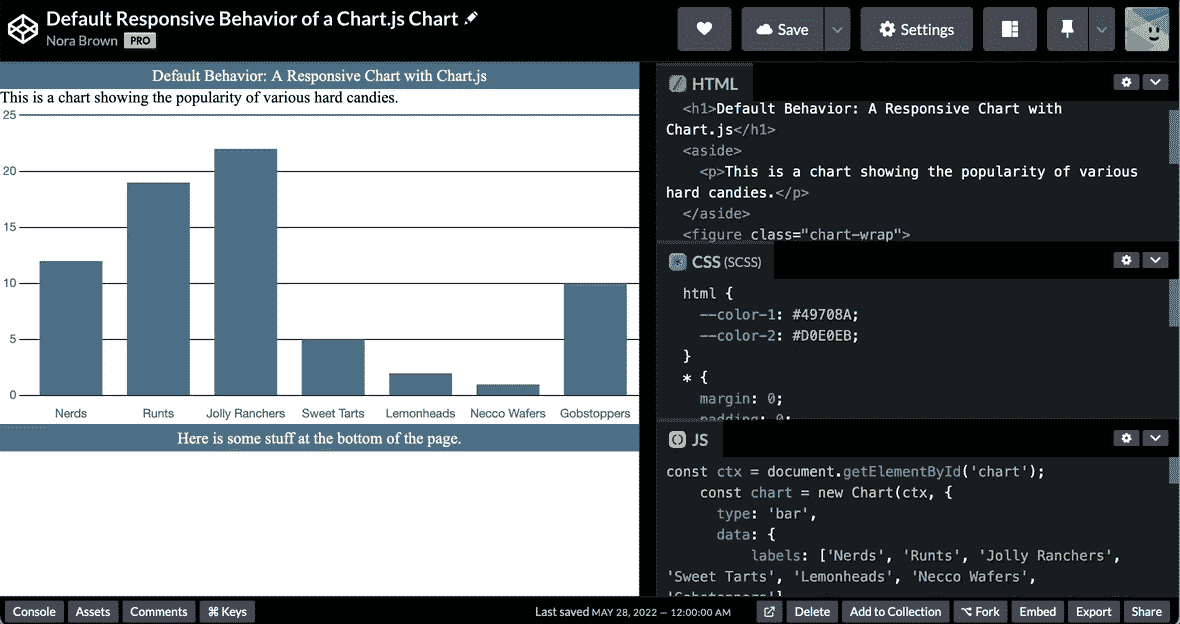 Default Responsive Behavior of a Chart.js Chart
Nora Brown PRO
Save
Settings
Default Behavior: A Responsive Chart with Chart.js
This is a chart showing the popularity of various hard candies.
25
20
15
10
5
0
Nerds Runts Jolly Ranchers Sweet Tarts Lemonheads Necco Wafers Gobstoppers
Here is some stuff at the bottom of the page.
HTML
<h1>Default Behavior: A Responsive Chart with
Chart.js</h1>
<aside>
<p>This is a chart showing the popularity of various
hard candies.</p>
</aside>
<figure class="chart-wrap">
CSS (SCSS)
html {
--color-1: #49708A;
--color-2: #D0E0EB;
}
* {
margin: 0;
padding: 0;
JS
const ctx = document.getElementById('chart');
const chart = new Chart(ctx, {
type: 'bar',
data: {
labels: ['Nerds', 'Runts', 'Jolly Ranchers',
'Sweet Tarts', 'Lemonheads', 'Necco Wafers',
'Gobstoppers']
Console Assets Comments ⌘ Keys Last saved MAY 28, 2022 — 12:00:00 AM Delete Add to Collection ⌥ Fork Embed Export Share